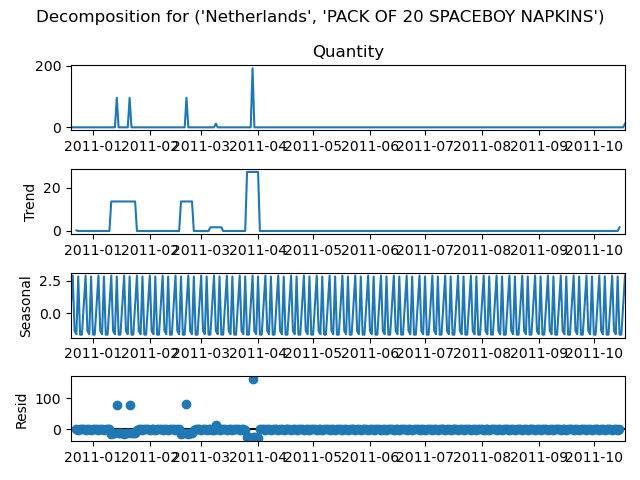 Decomposition for ('Netherlands', 'PACK OF 20 SPACEBOY NAPKINS')
Quantity
200
0
2011-01 2011-02 2011-03 2011-04 2011-05 2011-06 2011-07 2011-08 2011-09 2011-10
Trend
20
0
2011-01 2011-02 2011-03 2011-04 2011-05 2011-06 2011-07 2011-08 2011-09 2011-10
Seasonal
2.5
0.0
2011-01 2011-02 2011-03 2011-04 2011-05 2011-06 2011-07 2011-08 2011-09 2011-10
Resid
100
0
2011-01 2011-02 2011-03 2011-04 2011-05 2011-06 2011-07 2011-08 2011-09 2011-10